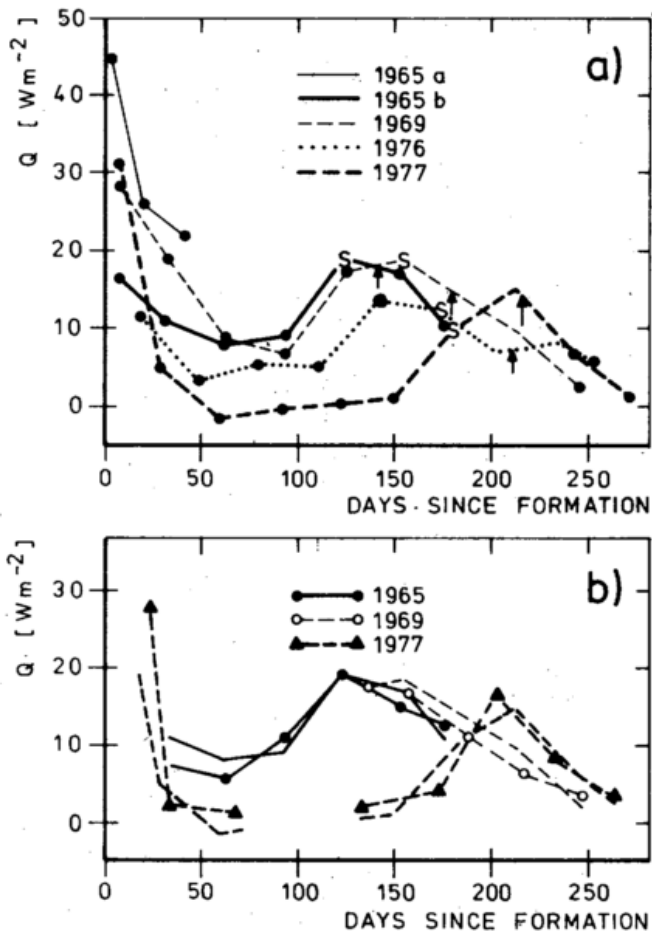 50
a)
1965 a
40
1965 b
1969
Q [Wm-2]
1976
30
1977
20
S S
S
10
S
0
0 50 100 150 200 250
DAYS SINCE FORMATION
b)
30
1965
1969
Q [Wm-2]
1977
20
10
0
0 50 100 150 200 250
DAYS SINCE FORMATION